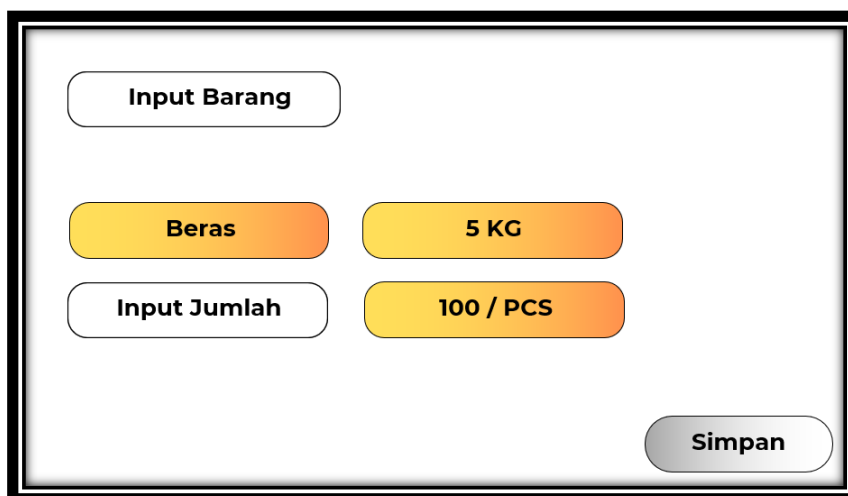 Input Barang
Beras
5 KG
Input Jumlah
100 / PCS
Simpan